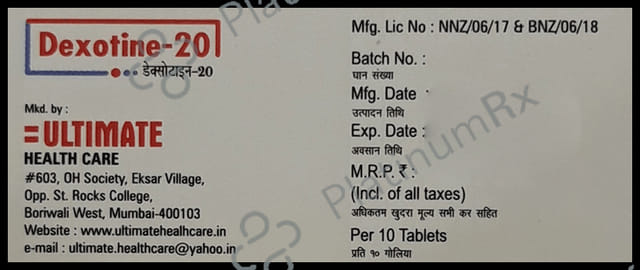 Dexotine-20
डेक्सोटाइन-20
Mkd. by :
=ULTIMATE
HEALTH CARE
#603, OH Society, Eksar Village,
Opp. St. Rocks College,
Boriwali West, Mumbai-400103
Website : www.ultimatehealthcare.in
e-mail : ultimate.healthcare@yahoo.in
Mfg. Lic No : NNZ/06/17 & BNZ/06/18
Batch No. :
घान संख्या
Mfg. Date :
उत्पादन तिथि
Exp. Date :
अवसान तिथि
M.R.P. ₹ :
(Incl. of all taxes)
अधिकतम खुदरा मूल्य सभी कर सहित
Per 10 Tablets
प्रति १० गोलिया
PlatinumRx
PlatinumRx